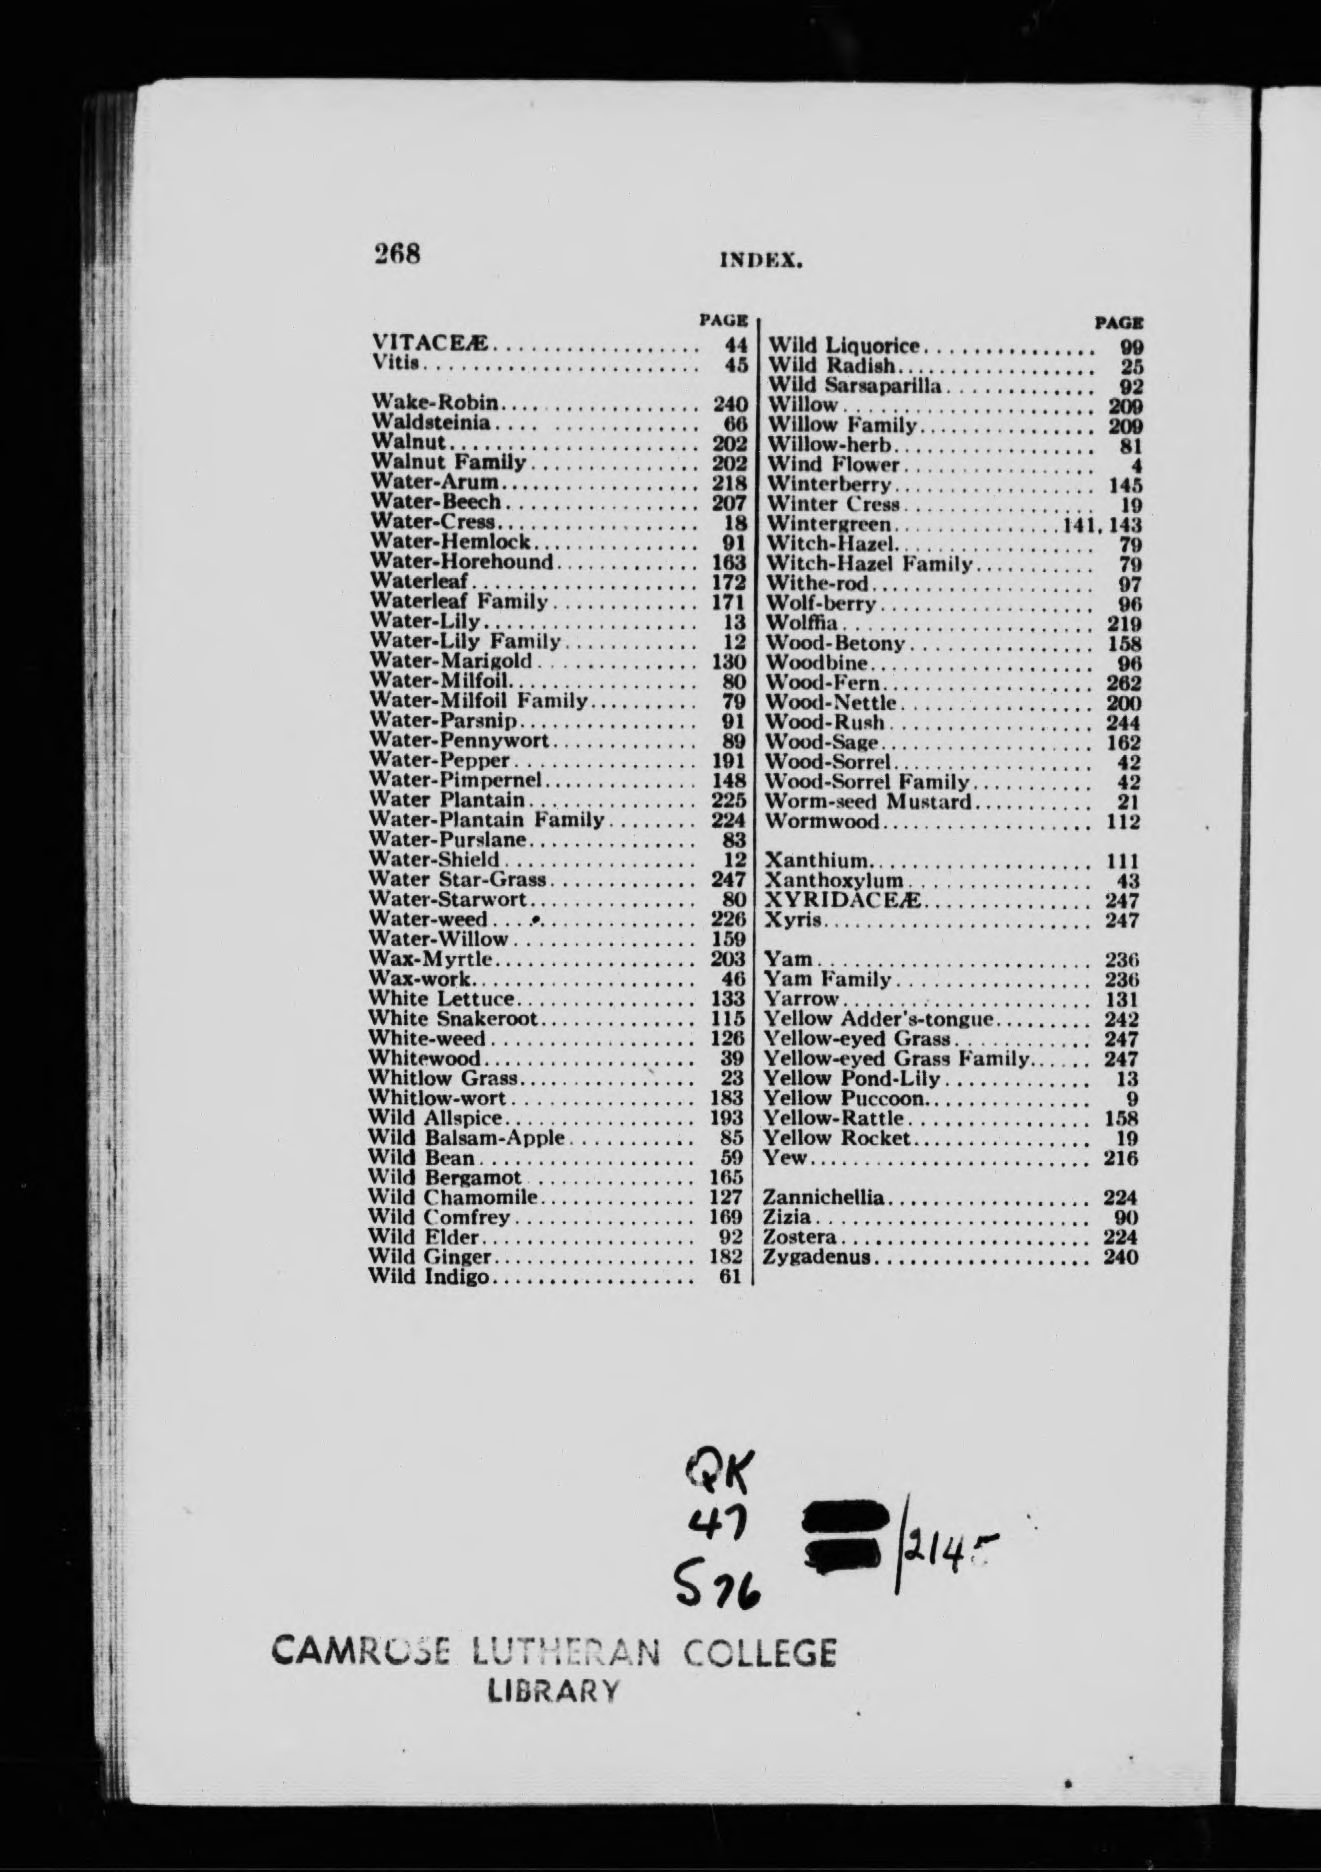 268
INDEX.
PAGE
VITACEÆ 44
Vitis 45
Wake-Robin 240
Waldsteinia 66
Walnut 202
Walnut Family 202
Water-Arum 218
Water-Beech 207
Water-Cress 18
Water-Hemlock 91
Water-Horehound 163
Waterleaf 172
Waterleaf Family 171
Water-Lily 13
Water-Lily Family 12
Water-Marigold 130
Water-Milfoil 80
Water-Milfoil Family 79
Water-Parsnip 91
Water-Pennywort 89
Water-Pepper 191
Water-Pimpernel 148
Water Plantain 225
Water-Plantain Family 224
Water-Purslane 83
Water-Shield 12
Water Star-Grass 247
Water-Starwort 80
Water-weed 226
Water-Willow 159
Wax-Myrtle 203
Wax-work 46
White Lettuce 133
White Snakeroot 115
White-weed 126
Whitewood 39
Whitlow Grass 23
Whitlow-wort 183
Wild Allspice 193
Wild Balsam-Apple 85
Wild Bean 59
Wild Bergamot 165
Wild Chamomile 127
Wild Comfrey 169
Wild Elder 92
Wild Ginger 182
Wild Indigo 61
PAGE
Wild Liquorice 99
Wild Radish 25
Wild Sarsaparilla 92
Willow 209
Willow Family 209
Willow-herb 81
Wind Flower 4
Winterberry 145
Winter Cress 19
Wintergreen 141, 143
Witch-Hazel 79
Witch-Hazel Family 79
Withe-rod 97
Wolf-berry 96
Wolffia 219
Wood-Betony 158
Woodbine 96
Wood-Fern 262
Wood-Nettle 200
Wood-Rush 244
Wood-Sage 162
Wood-Sorrel 42
Wood-Sorrel Family 42
Worm-seed Mustard 21
Wormwood 112
Xanthium 111
Xanthoxylum 43
XYRIDACEÆ 247
Xyris 247
Yam 236
Yam Family 236
Yarrow 131
Yellow Adder's-tongue 242
Yellow-eyed Grass 247
Yellow-eyed Grass Family 247
Yellow Pond-Lily 13
Yellow Puccoon 9
Yellow-Rattle 158
Yellow Rocket 19
Yew 216
Zannichellia 224
Zizia 90
Zostera 224
Zygadenus 240
QK
47
S76
/2145
CAMROSE LUTHERAN COLLEGE
LIBRARY